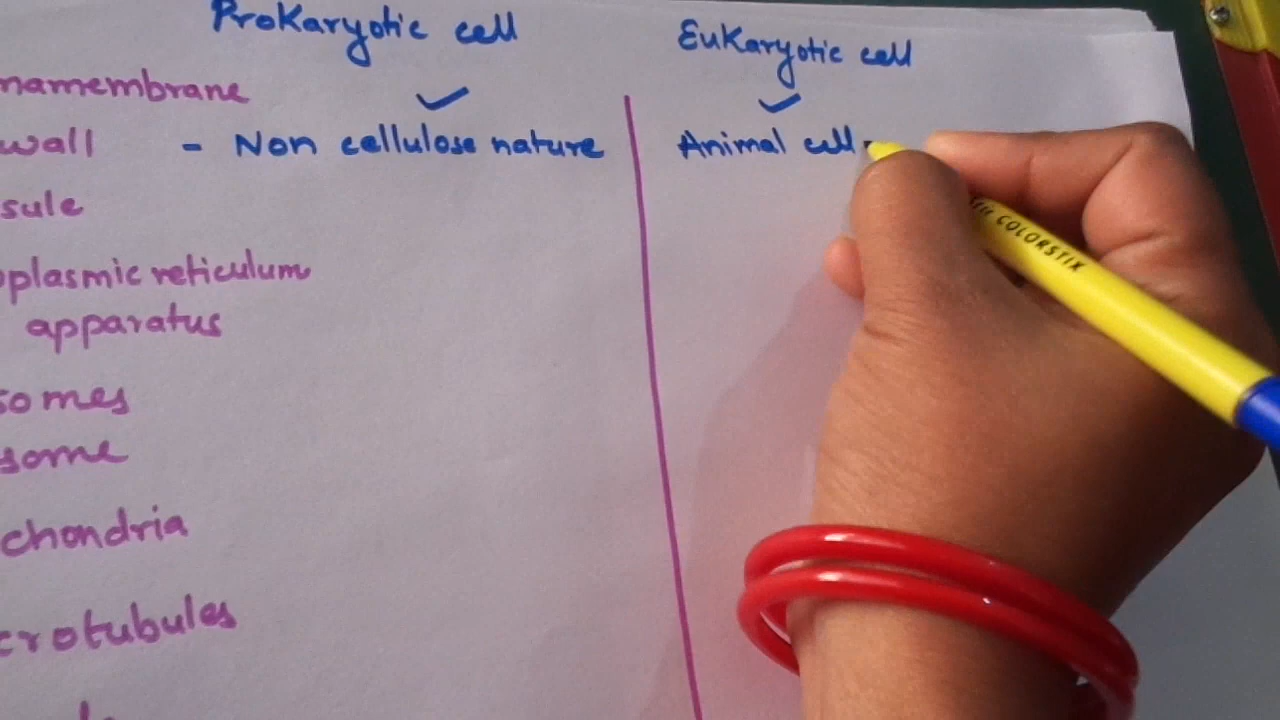 Prokaryotic cell Eukaryotic cell
namembrane ✓ ✓
wall - Non cellulose nature Animal cell-
sule
plasmic reticulum
apparatus
somes
some
chondria
crotubules
COLORSTIX